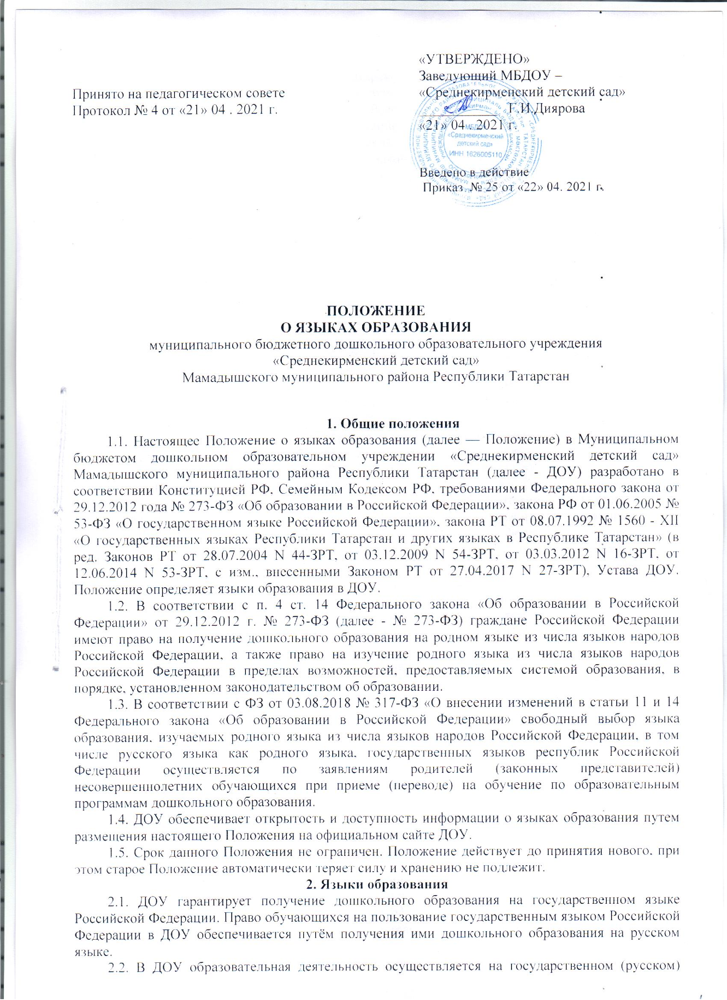 «УТВЕРЖДЕНО»
Заведующий МБДОУ –
«Среднекирменский детский сад»
Г.И.Диярова
«21» 04 . 2021 г.
МБДОУ
«Среднекирменский
детский сад»
ИНН 1626005110
Введено в действие
Приказ № 25 от «22» 04. 2021 г.
Принято на педагогическом совете
Протокол № 4 от «21» 04 . 2021 г.
ПОЛОЖЕНИЕ
О ЯЗЫКАХ ОБРАЗОВАНИЯ
муниципального бюджетного дошкольного образовательного учреждения
«Среднекирменский детский сад»
Мамадышского муниципального района Республики Татарстан
1. Общие положения
1.1. Настоящее Положение о языках образования (далее — Положение) в Муниципальном
бюджетом дошкольном образовательном учреждении «Среднекирменский детский сад»
Мамадышского муниципального района Республики Татарстан (далее - ДОУ) разработано в
соответствии Конституцией РФ, Семейным Кодексом РФ, требованиями Федерального закона от
29.12.2012 года № 273-ФЗ «Об образовании в Российской Федерации», закона РФ от 01.06.2005 №
53-ФЗ «О государственном языке Российской Федерации», закона РТ от 08.07.1992 № 1560 - XII
«О государственных языках Республики Татарстан и других языках в Республике Татарстан» (в
ред. Законов РТ от 28.07.2004 N 44-ЗРТ, от 03.12.2009 N 54-ЗРТ, от 03.03.2012 N 16-ЗРТ, от
12.06.2014 N 53-ЗРТ, с изм., внесенными Законом РТ от 27.04.2017 N 27-ЗРТ), Устава ДОУ.
Положение определяет языки образования в ДОУ.
1.2. В соответствии с п. 4 ст. 14 Федерального закона «Об образовании в Российской
Федерации» от 29.12.2012 г. № 273-ФЗ (далее - № 273-ФЗ) граждане Российской Федерации
имеют право на получение дошкольного образования на родном языке из числа языков народов
Российской Федерации, а также право на изучение родного языка из числа языков народов
Российской Федерации в пределах возможностей, предоставляемых системой образования, в
порядке, установленном законодательством об образовании.
1.3. В соответствии с ФЗ от 03.08.2018 № 317-ФЗ «О внесении изменений в статьи 11 и 14
Федерального закона «Об образовании в Российской Федерации» свободный выбор языка
образования, изучаемых родного языка из числа языков народов Российской Федерации, в том
числе русского языка как родного языка, государственных языков республик Российской
Федерации осуществляется по заявлениям родителей (законных представителей)
несовершеннолетних обучающихся при приеме (переводе) на обучение по образовательным
программам дошкольного образования.
1.4. ДОУ обеспечивает открытость и доступность информации о языках образования путем
размещения настоящего Положения на официальном сайте ДОУ.
1.5. Срок данного Положения не ограничен. Положение действует до принятия нового, при
этом старое Положение автоматически теряет силу и хранению не подлежит.
2. Языки образования
2.1. ДОУ гарантирует получение дошкольного образования на государственном языке
Российской Федерации. Право обучающихся на пользование государственным языком Российской
Федерации в ДОУ обеспечивается путём получения ими дошкольного образования на русском
языке.
2.2. В ДОУ образовательная деятельность осуществляется на государственном (русском)